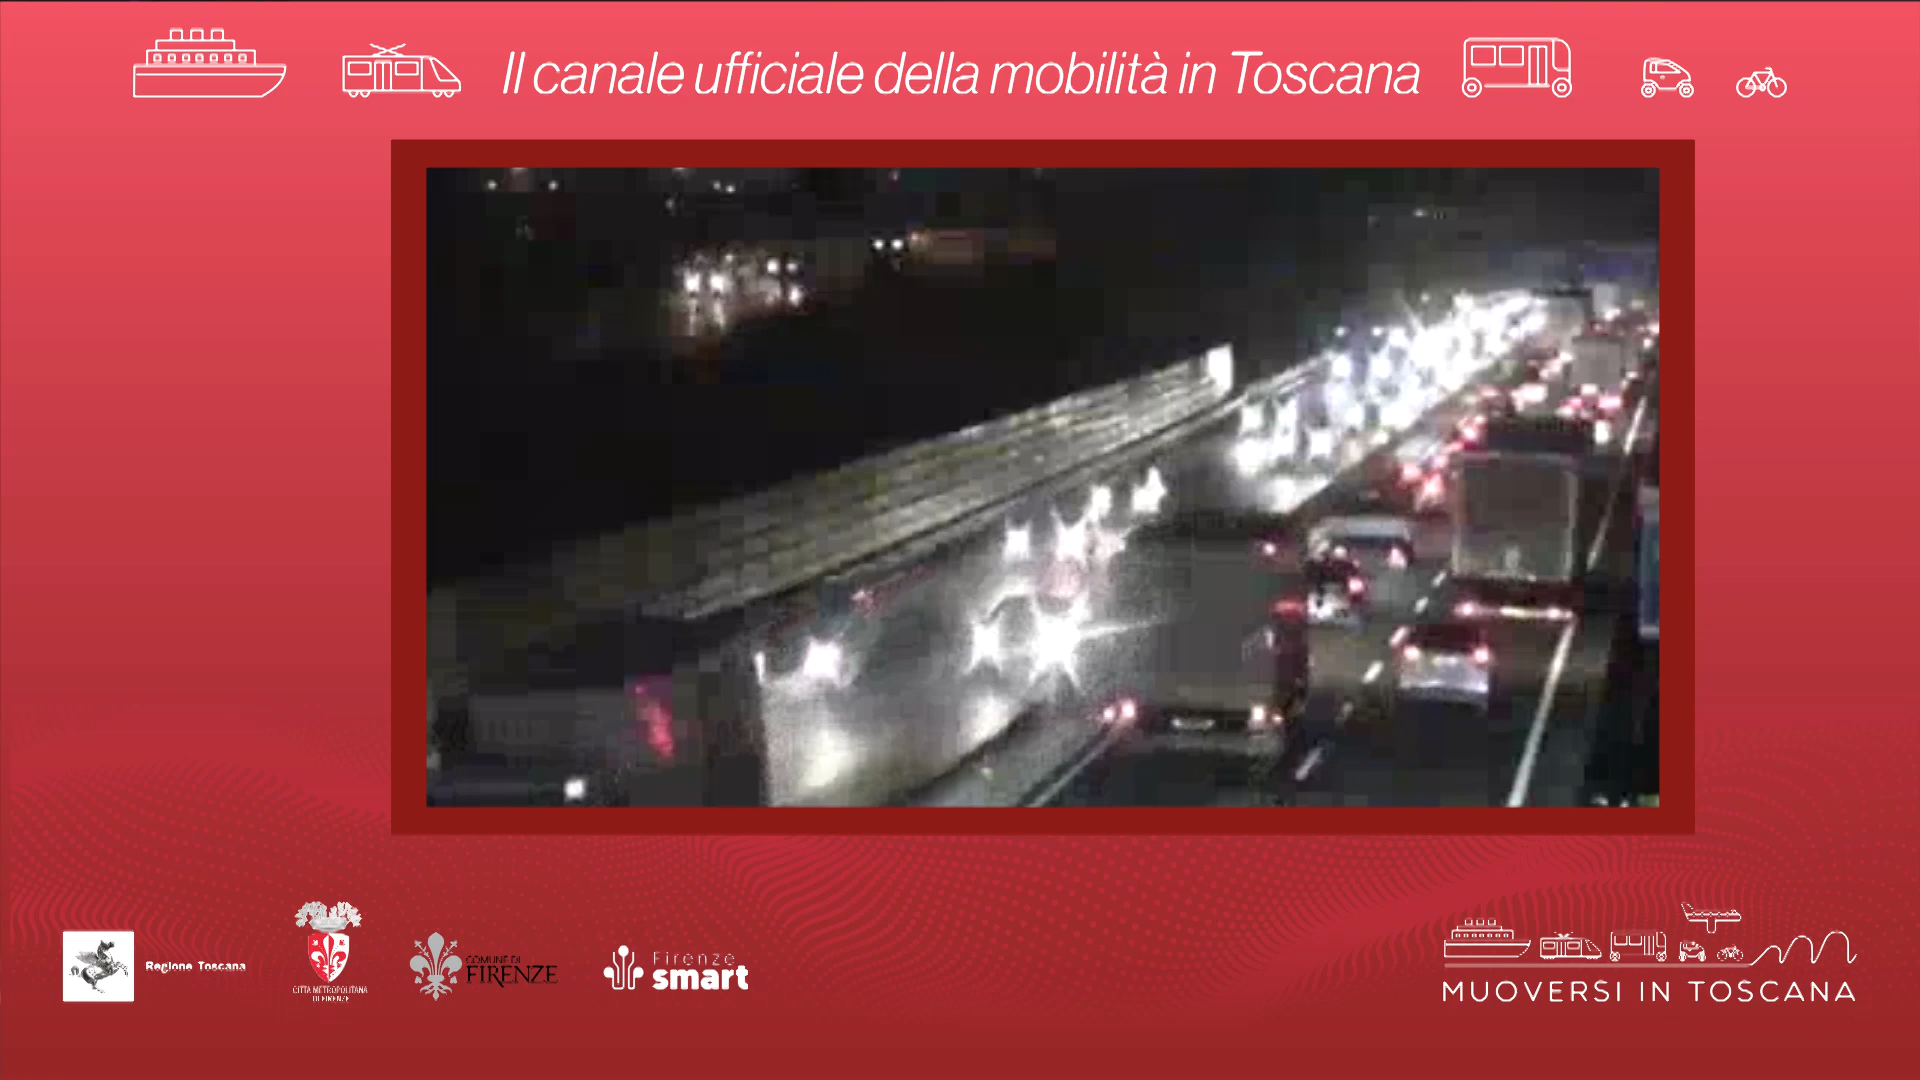 Il canale ufficiale della mobilità in Toscana
Regione Toscana
CITTÀ METROPOLITANA
DI FIRENZE
COMUNE DI
FIRENZE
Firenze
smart
MUOVERSI IN TOSCANA